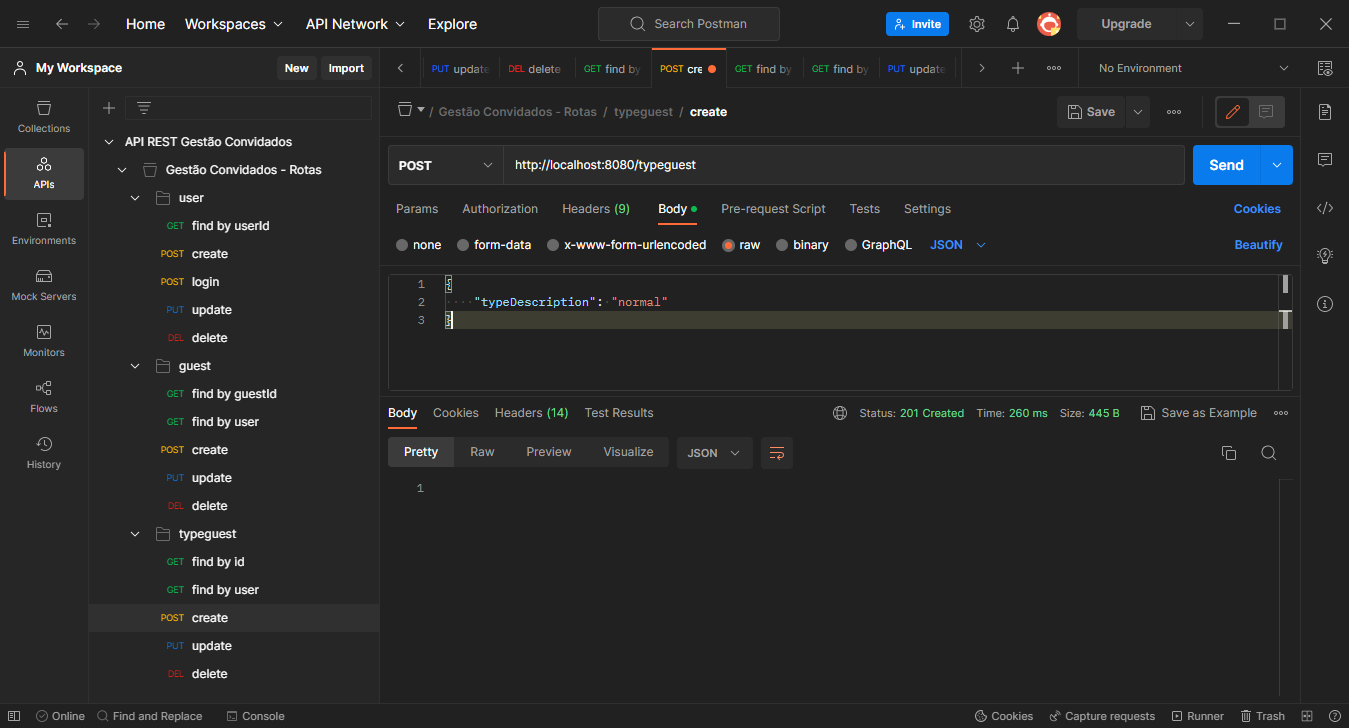 Home Workspaces API Network Explore Search Postman Invite Upgrade
My Workspace New Import PUT update DEL delete GET find by POST cre GET find by GET find by PUT update No Environment
Collections
APIs
Environments
Mock Servers
Monitors
Flows
History
API REST Gestão Convidados
Gestão Convidados - Rotas
user
GET find by userId
POST create
POST login
PUT update
DEL delete
guest
GET find by guestId
GET find by user
POST create
PUT update
DEL delete
typeguest
GET find by id
GET find by user
POST create
PUT update
DEL delete
/ Gestão Convidados - Rotas / typeguest / create Save
POST http://localhost:8080/typeguest Send
Params Authorization Headers (9) Body Pre-request Script Tests Settings Cookies
none form-data x-www-form-urlencoded raw binary GraphQL JSON Beautify
1 {
2 "typeDescription": "normal"
3 }
Body Cookies Headers (14) Test Results Status: 201 Created Time: 260 ms Size: 445 B Save as Example
Pretty Raw Preview Visualize JSON
1
Online Find and Replace Console Cookies Capture requests Runner Trash